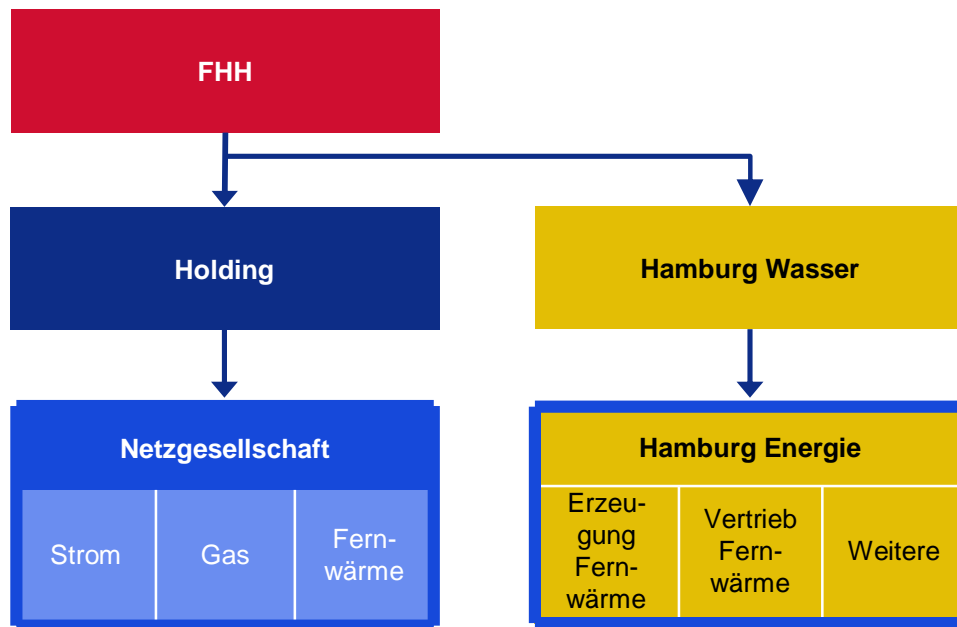 FHH
Holding
Hamburg Wasser
Netzgesellschaft
Strom
Gas
Fern-
wärme
Hamburg Energie
Erzeu-
gung
Fern-
wärme
Vertrieb
Fern-
wärme
Weitere